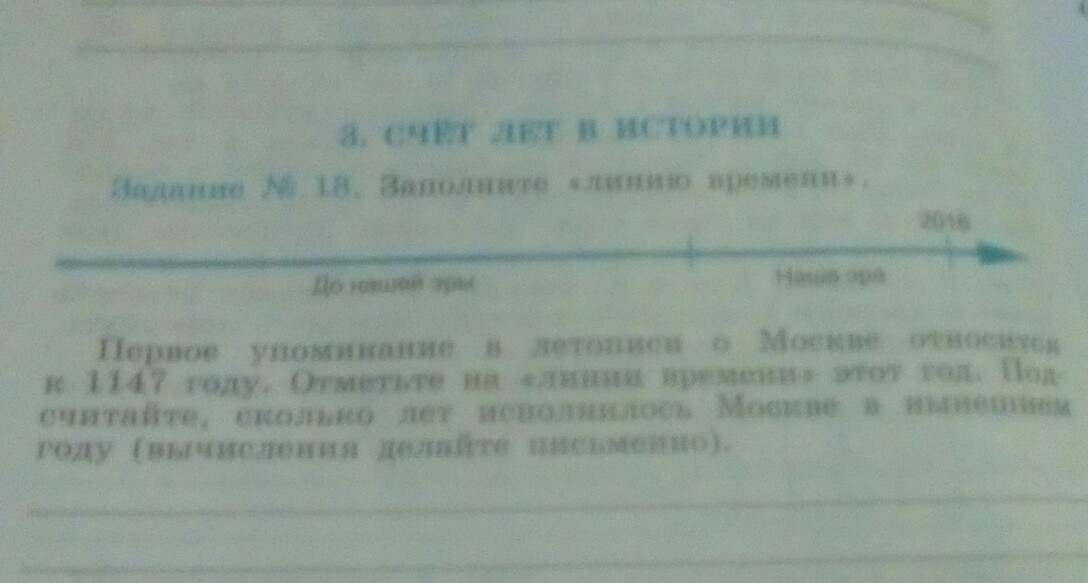 3. СЧЁТ ЛЕТ В ИСТОРИИ
Задание № 18. Заполните «линию времени».
2016
До нашей эры Наша эра
Первое упоминание в летописи о Москве относится
к 1147 году. Отметьте на «линии времени» этот год. Под-
считайте, сколько лет исполнилось Москве в нынешнем
году (вычисления делайте письменно).